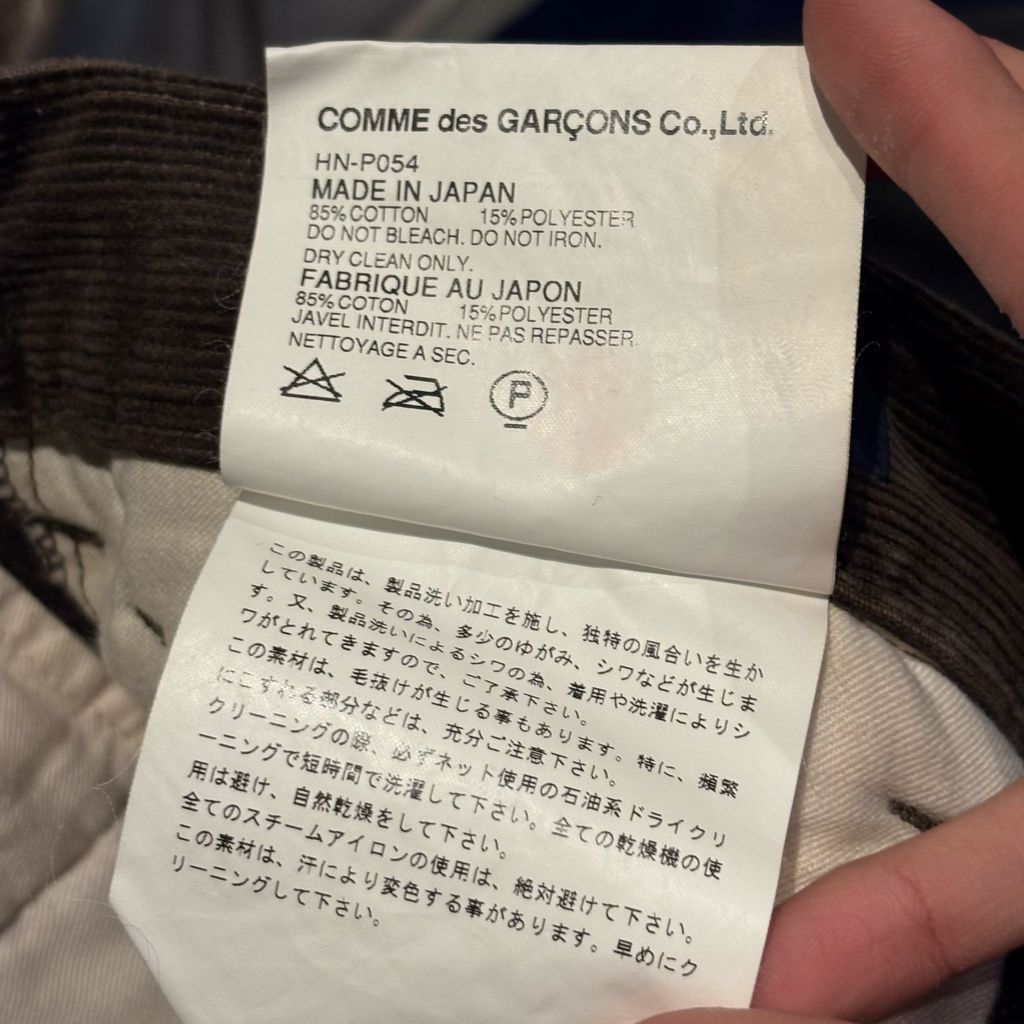 COMME des GARÇONS Co.,Ltd.
HN-P054
MADE IN JAPAN
85% COTTON 15% POLYESTER
DO NOT BLEACH. DO NOT IRON.
DRY CLEAN ONLY.
FABRIQUE AU JAPON
85% COTON 15% POLYESTER
JAVEL INTERDIT. NE PAS REPASSER.
NETTOYAGE A SEC.
P
この製品は、製品洗い加工を施し、独特の風合いを生か
しています。その為、多少のゆがみ、シワなどが生じま
す。又、製品洗いによるシワの為、着用や洗濯によりシ
ワがとれてきますので、ご了承下さい。
この素材は、毛抜けが生じる事もあります。特に、頻繁
にこすれる部分などは、充分ご注意下さい。
クリーニングの際、必ずネット使用の石油系ドライクリ
ーニングで短時間で洗濯して下さい。全ての乾燥機の使
用は避け、自然乾燥をして下さい。
全てのスチームアイロンの使用は、絶対避けて下さい。
この素材は、汗により変色する事があります。早めにク
リーニングして下さい。